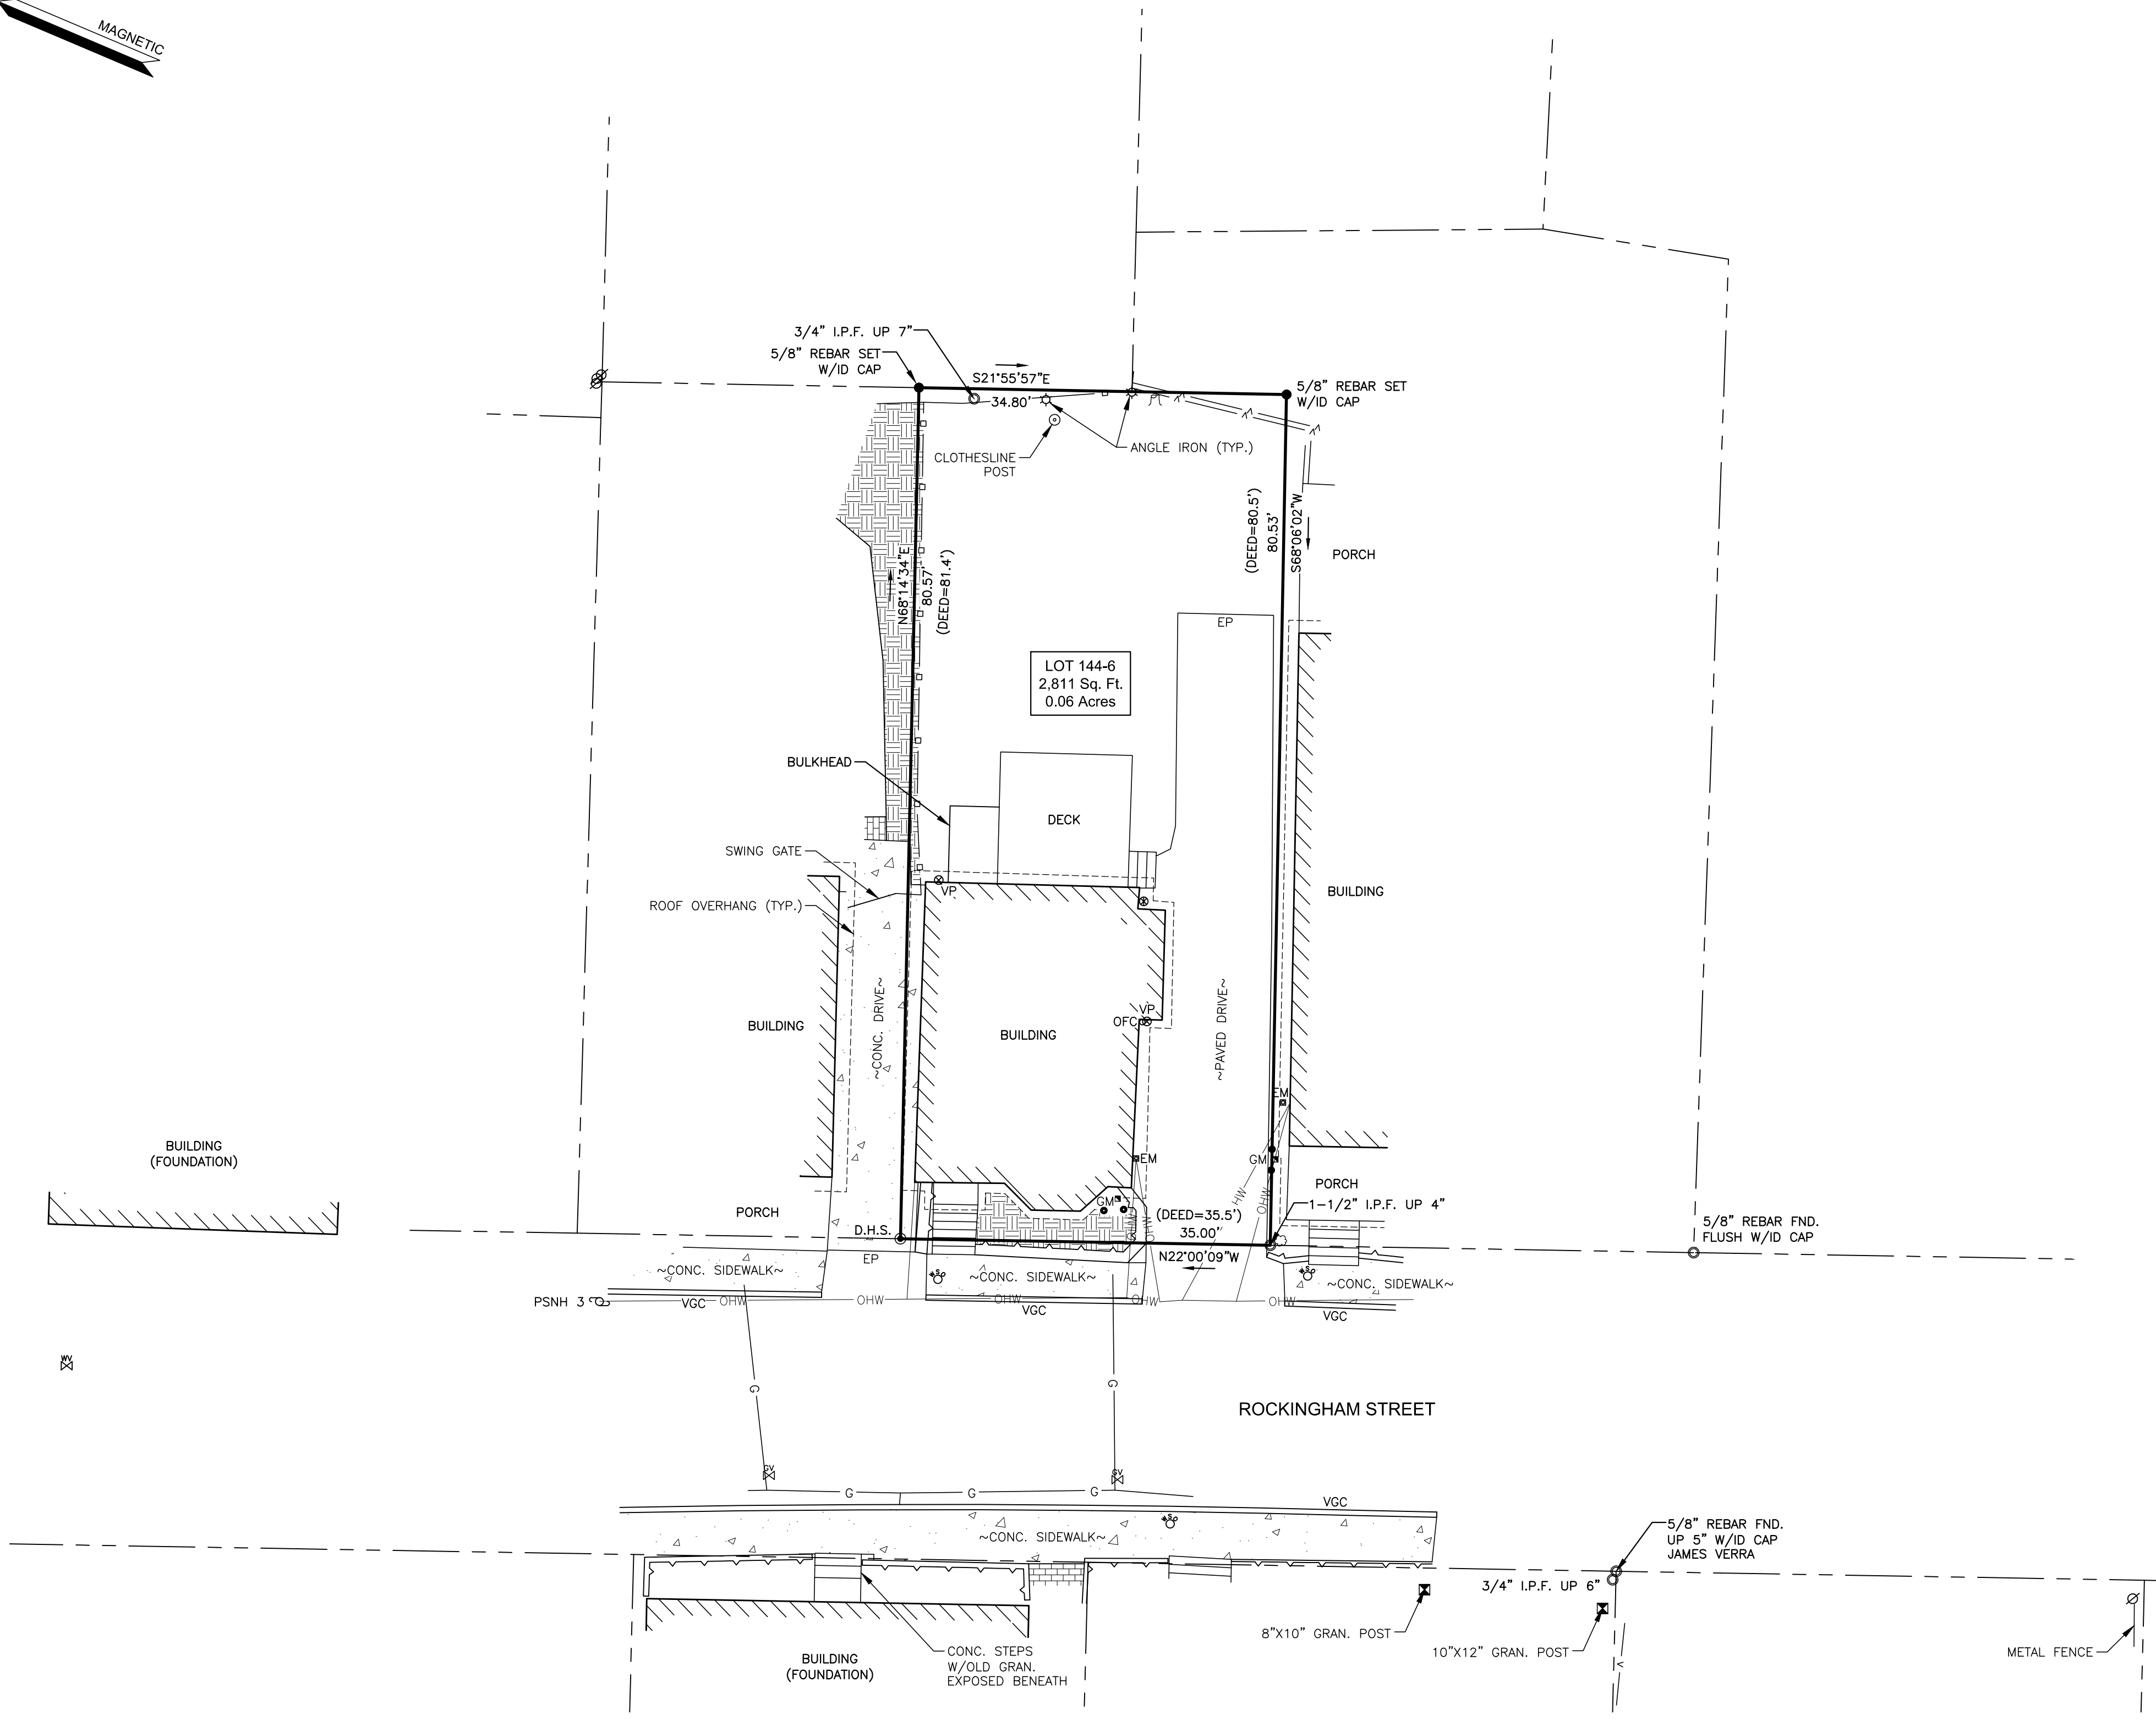 MAGNETIC
3/4" I.P.F. UP 7"
5/8" REBAR SET
W/ID CAP
S21°55'57"E
34.80'
5/8" REBAR SET
W/ID CAP
ANGLE IRON (TYP.)
CLOTHESLINE
POST
N68°14'34"E
80.57'
(DEED=81.4')
(DEED=80.5')
80.53'
S68°06'02"W
PORCH
EP
LOT 144-6
2,811 Sq. Ft.
0.06 Acres
BULKHEAD
DECK
SWING GATE
VP
ROOF OVERHANG (TYP.)
BUILDING
~CONC. DRIVE~
BUILDING
BUILDING
VP
OFC
~PAVED DRIVE~
EM
EM
GM
BUILDING
(FOUNDATION)
PORCH
PORCH
GM
OHW
OHW
OHW
OHW
1-1/2" I.P.F. UP 4"
(DEED=35.5')
35.00'
N22°00'09"W
D.H.S.
EP
5/8" REBAR FND.
FLUSH W/ID CAP
~CONC. SIDEWALK~
~CONC. SIDEWALK~
~CONC. SIDEWALK~
PSNH 3
VGC
OHW
OHW
OHW
OHW
OHW
VGC
VGC
WV
G
G
ROCKINGHAM STREET
GV
GV
G
G
G
VGC
~CONC. SIDEWALK~
5/8" REBAR FND.
UP 5" W/ID CAP
JAMES VERRA
3/4" I.P.F. UP 6"
8"X10" GRAN. POST
10"X12" GRAN. POST
METAL FENCE
CONC. STEPS
W/OLD GRAN.
EXPOSED BENEATH
BUILDING
(FOUNDATION)